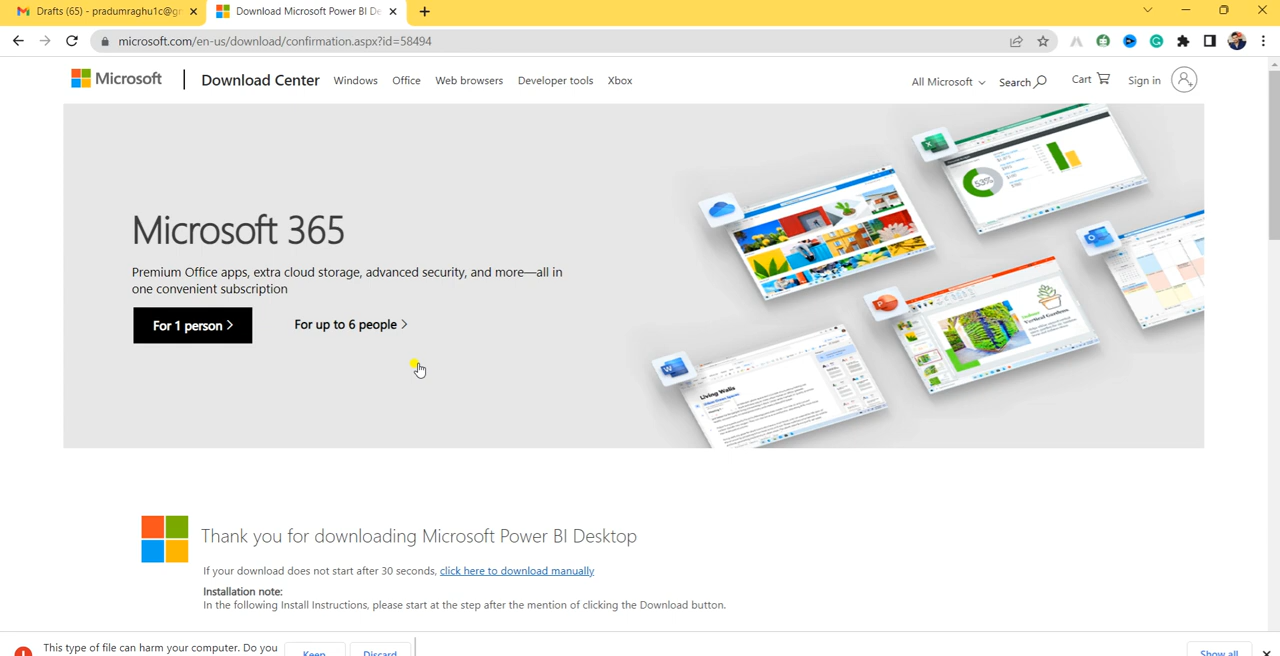 Drafts (65) - pradumraghu1c@gr
Download Microsoft Power BI De
microsoft.com/en-us/download/confirmation.aspx?id=58494
Microsoft
Download Center
Windows
Office
Web browsers
Developer tools
Xbox
All Microsoft
Search
Cart
Sign in
Microsoft 365
Premium Office apps, extra cloud storage, advanced security, and more—all in
one convenient subscription
For 1 person
For up to 6 people
53%
Living Walls
Vertical Gardens
Thank you for downloading Microsoft Power BI Desktop
If your download does not start after 30 seconds, click here to download manually
Installation note:
In the following Install Instructions, please start at the step after the mention of clicking the Download button.
This type of file can harm your computer. Do you
Keep
Discard
Show all